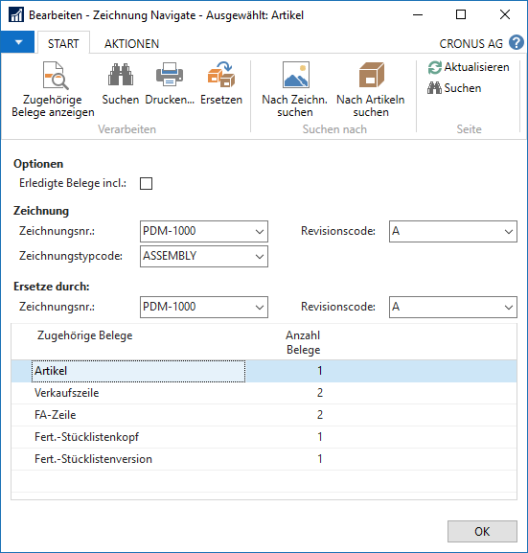 Bearbeiten - Zeichnung Navigate - Ausgewählt: Artikel
START AKTIONEN CRONUS AG ?
Zugehörige Belege anzeigen
Suchen
Drucken...
Ersetzen
Verarbeiten
Nach Zeichn. suchen
Nach Artikeln suchen
Suchen nach
Aktualisieren
Suchen
Seite
Optionen
Erledigte Belege incl.:
Zeichnung
Zeichnungsnr.: PDM-1000 Revisionscode: A
Zeichnungstypcode: ASSEMBLY
Ersetze durch:
Zeichnungsnr.: PDM-1000 Revisionscode: A
Zugehörige Belege Anzahl Belege
Artikel 1
Verkaufszeile 2
FA-Zeile 2
Fert.-Stücklistenkopf 1
Fert.-Stücklistenversion 1
OK